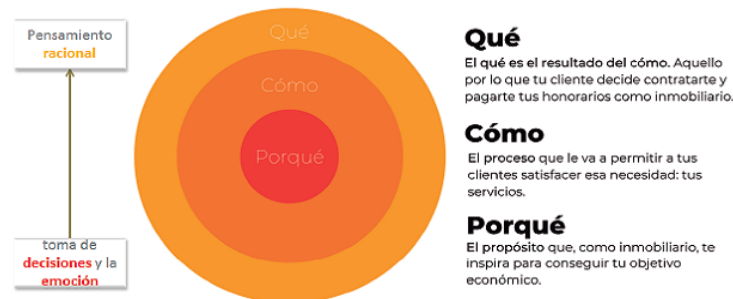 Pensamiento
racional
toma de
decisiones y la
emoción
Qué
Cómo
Porqué
Qué
El qué es el resultado del cómo. Aquello
por lo que tu cliente decide contratarte y
pagarte tus honorarios como inmobiliario.
Cómo
El proceso que le va a permitir a tus
clientes satisfacer esa necesidad: tus
servicios.
Porqué
El propósito que, como inmobiliario, te
inspira para conseguir tu objetivo
económico.